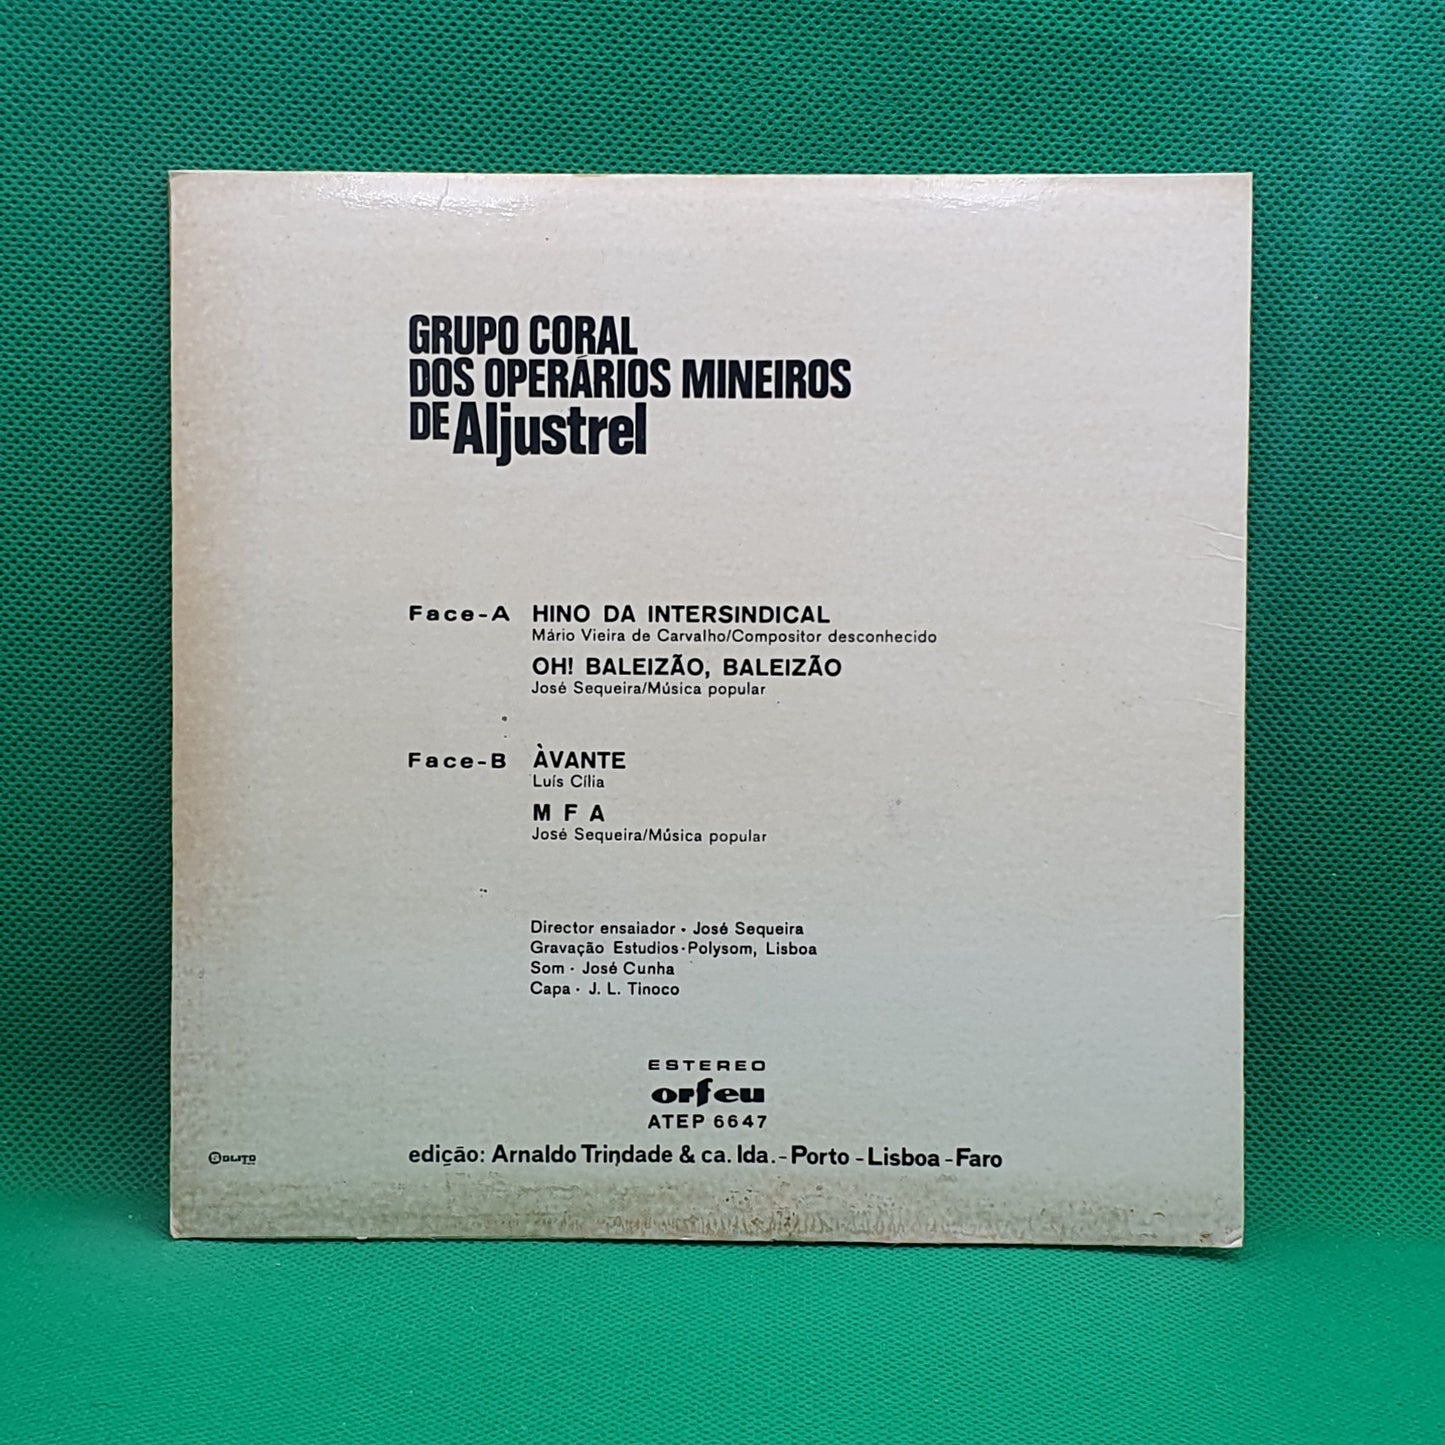 GRUPO CORAL
DOS OPERÁRIOS MINEIROS
DE Aljustrel
Face-A HINO DA INTERSINDICAL
Mário Vieira de Carvalho/Compositor desconhecido
OH! BALEIZÃO, BALEIZÃO
José Sequeira/Música popular
Face-B ÀVANTE
Luís Cília
M F A
José Sequeira/Música popular
Director ensaiador · José Sequeira
Gravação Estudios · Polysom, Lisboa
Som · José Cunha
Capa · J. L. Tinoco
ESTEREO
orfeu
ATEP 6647
edição: Arnaldo Trindade & ca. lda. - Porto - Lisboa - Faro